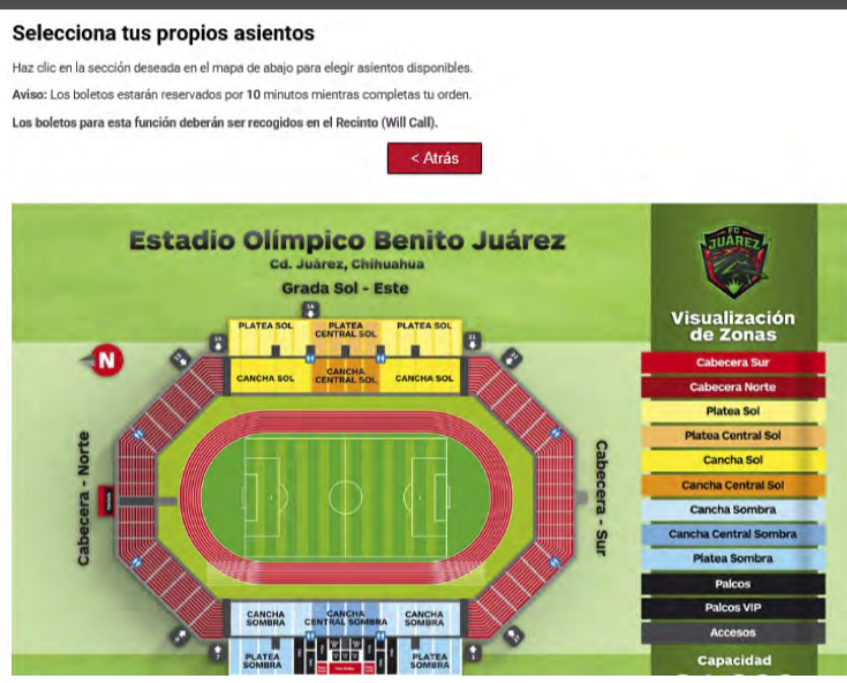 Selecciona tus propios asientos
Haz clic en la sección deseada en el mapa de abajo para elegir asientos disponibles.
Aviso: Los boletos estarán reservados por 10 minutos mientras completas tu orden.
Los boletos para esta función deberán ser recogidos en el Recinto (Will Call).
< Atrás
Estadio Olímpico Benito Juárez
Cd. Juárez, Chihuahua
Grada Sol - Este
FC
JUÁREZ
Visualización
de Zonas
Cabecera Sur
Cabecera Norte
Platea Sol
Platea Central Sol
Cancha Sol
Cancha Central Sol
Cancha Sombra
Cancha Central Sombra
Platea Sombra
Palcos
Palcos VIP
Accesos
Capacidad
PLATEA SOL
PLATEA
CENTRAL SOL
PLATEA SOL
N
CANCHA SOL
CANCHA
CENTRAL SOL
CANCHA SOL
Cabecera - Norte
Cabecera - Sur
CANCHA
SOMBRA
CANCHA
CENTRAL SOMBRA
CANCHA
SOMBRA
PLATEA
SOMBRA
PLATEA
SOMBRA